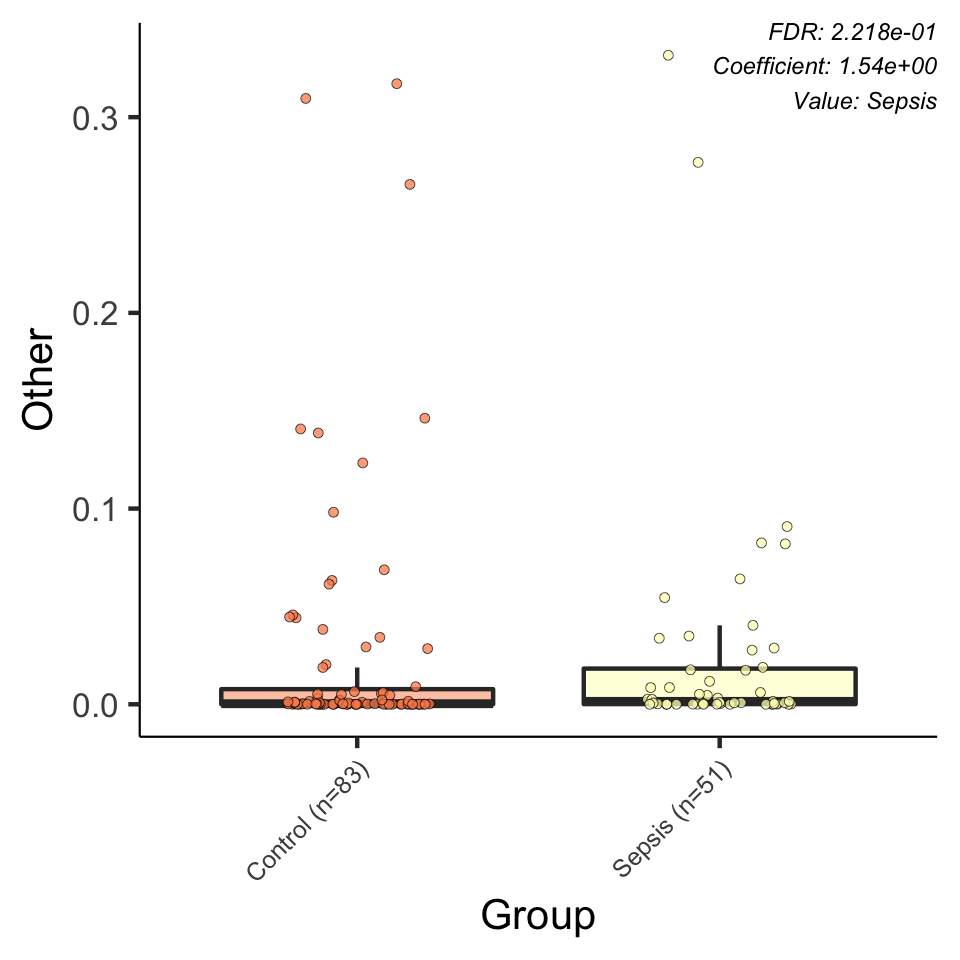 FDR: 2.218e-01
Coefficient: 1.54e+00
Value: Sepsis
Other
0.3
0.2
0.1
0.0
Control (n=83)
Sepsis (n=51)
Group